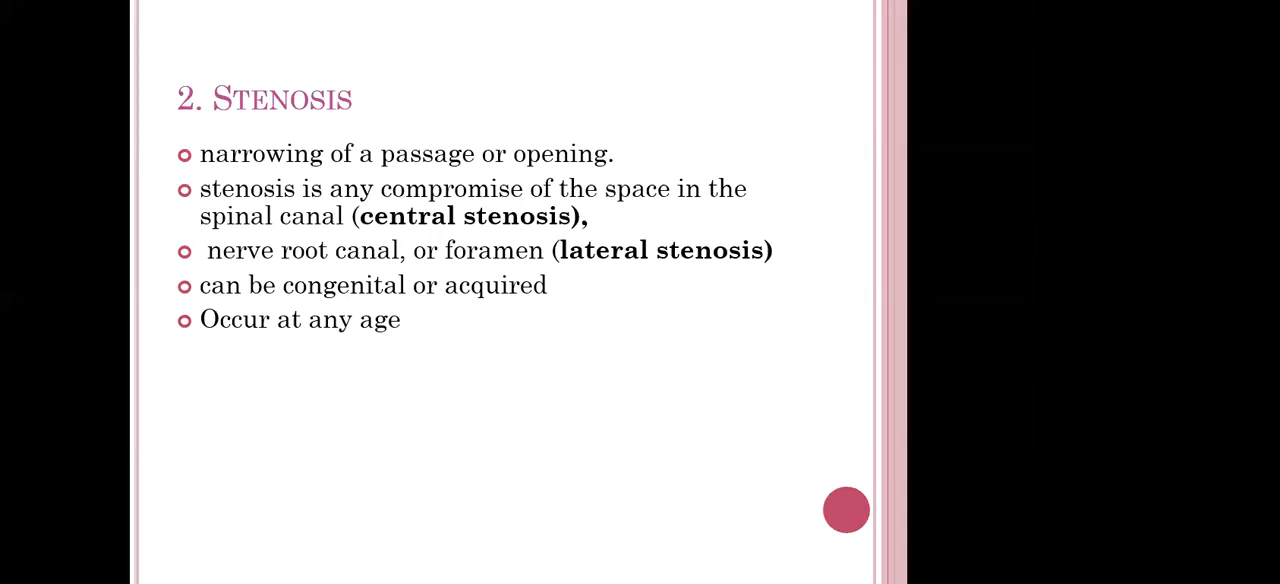 2. STENOSIS
narrowing of a passage or opening.
stenosis is any compromise of the space in the
spinal canal (central stenosis),
nerve root canal, or foramen (lateral stenosis)
can be congenital or acquired
Occur at any age